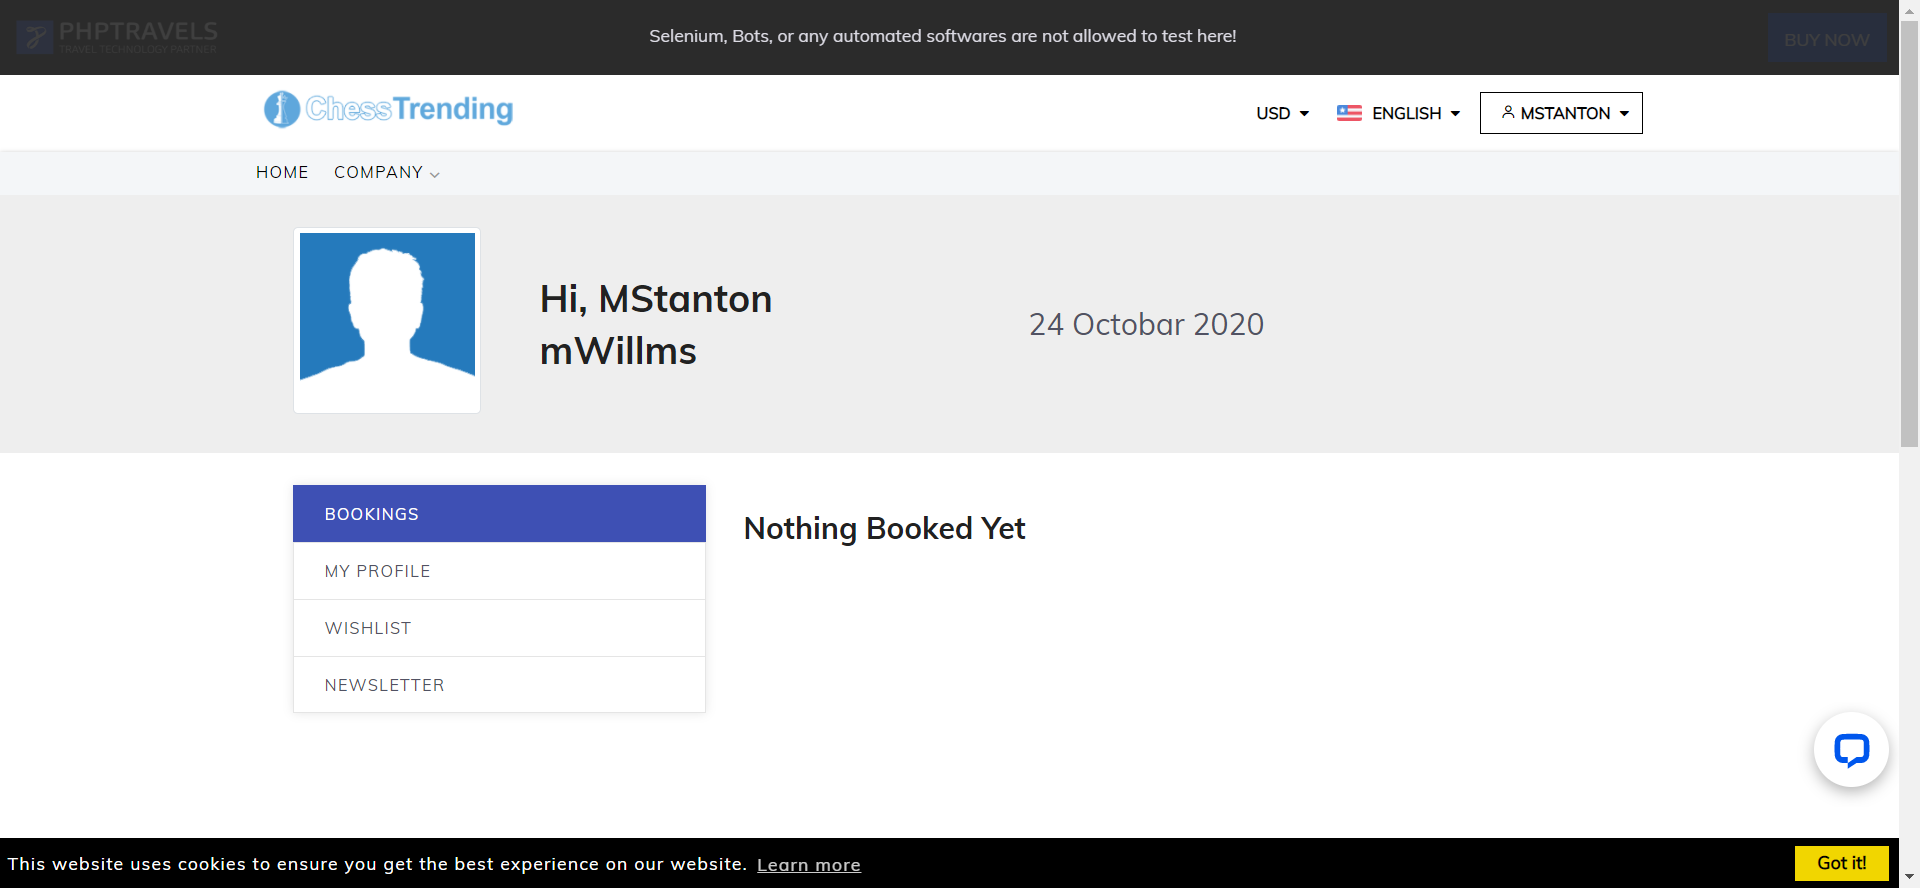 PHPTRAVELS
TRAVEL TECHNOLOGY PARTNER
Selenium, Bots, or any automated softwares are not allowed to test here!
BUY NOW
ChessTrending
USD
ENGLISH
MSTANTON
HOME
COMPANY
Hi, MStanton
mWillms
24 Octobar 2020
BOOKINGS
Nothing Booked Yet
MY PROFILE
WISHLIST
NEWSLETTER
This website uses cookies to ensure you get the best experience on our website. Learn more
Got it!